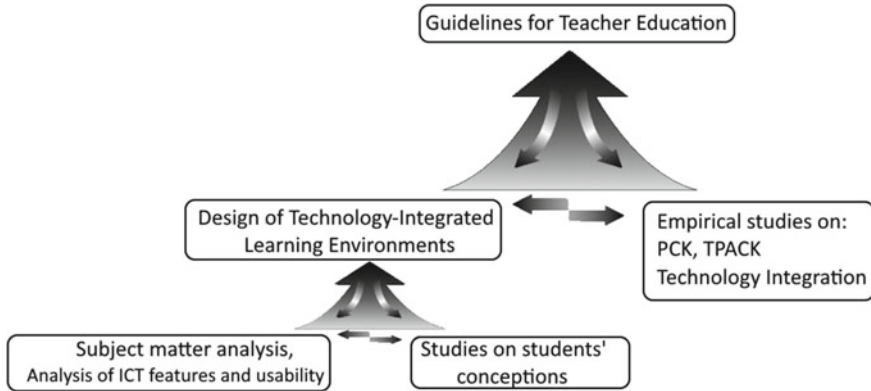 Guidelines for Teacher Education
Design of Technology-Integrated
Learning Environments
Empirical studies on:
PCK, TPACK
Technology Integration
Subject matter analysis,
Analysis of ICT features and usability
Studies on students'
conceptions